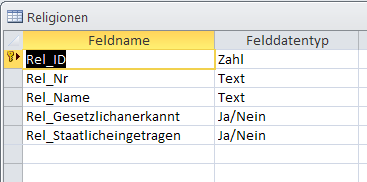 Religionen
Feldname Felddatentyp
Rel_ID Zahl
Rel_Nr Text
Rel_Name Text
Rel_Gesetzlichanerkannt Ja/Nein
Rel_Staatlicheingetragen Ja/Nein